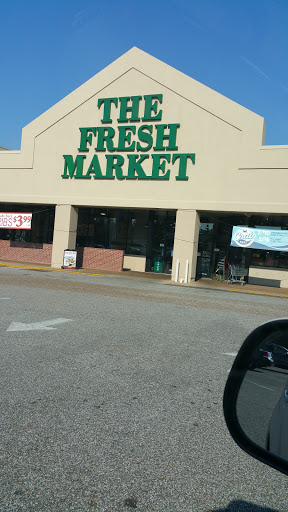 THE
FRESH
MARKET
$3.99